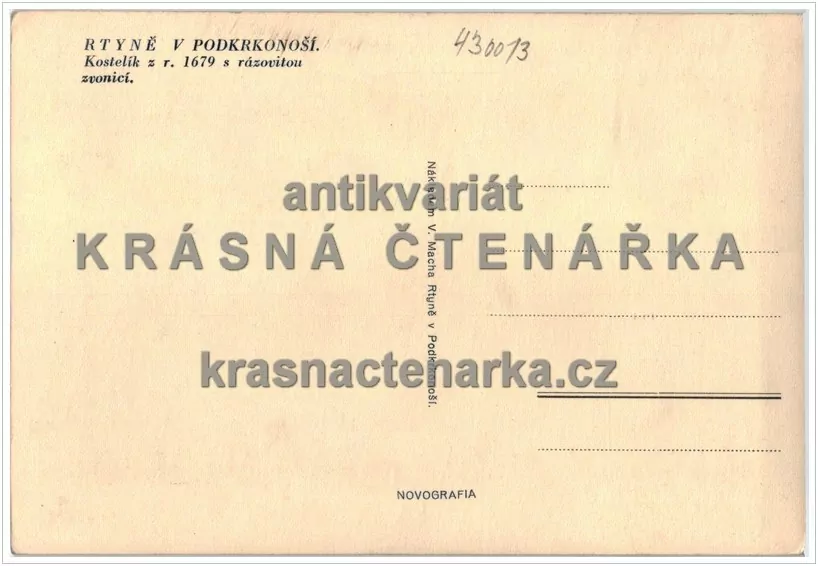 RTYNĚ V PODKRKONOŠÍ.
Kostelík z r. 1679 s rázovitou
zvonicí.
430013
antikvariát
KRÁSNÁ ČTENÁŘKA
krasnactenarka.cz
Nákladem V. Macha Rtyně v Podkrkonoší.
NOVOGRAFIA